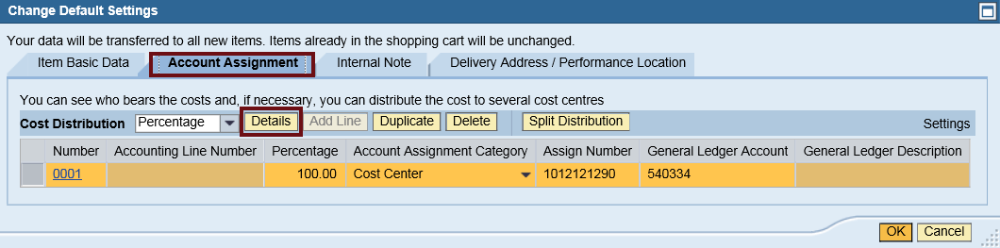 Change Default Settings
Your data will be transferred to all new items. Items already in the shopping cart will be unchanged.
Item Basic Data Account Assignment Internal Note Delivery Address / Performance Location
You can see who bears the costs and, if necessary, you can distribute the cost to several cost centres
Cost Distribution Percentage Details Add Line Duplicate Delete Split Distribution Settings
Number Accounting Line Number Percentage Account Assignment Category Assign Number General Ledger Account General Ledger Description
0001 100.00 Cost Center 1012121290 540334
OK Cancel